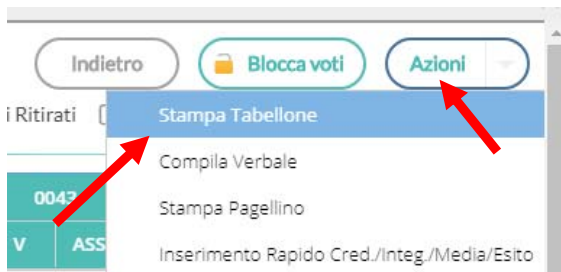 Indietro Blocca voti Azioni
i Ritirati Stampa Tabellone
Compila Verbale
0043 Stampa Pagellino
V ASS Inserimento Rapido Cred./Integ./Media/Esito